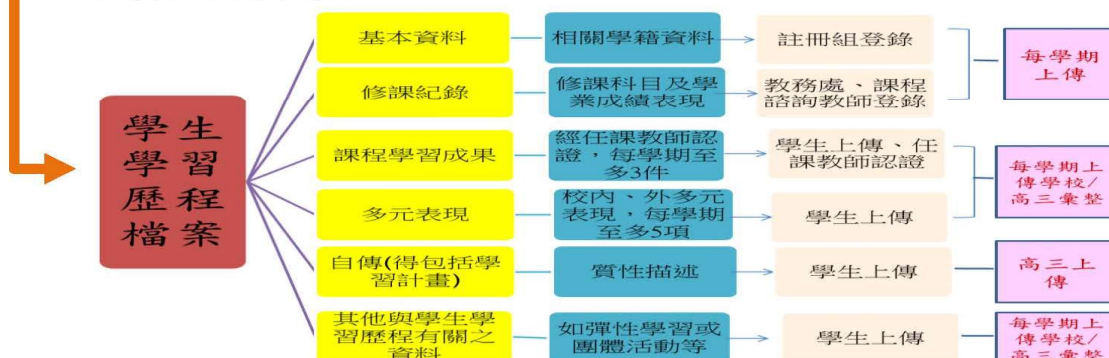 學生
學習
歷程
檔案
基本資料
相關學籍資料
註冊組登錄
每學期
上傳
修課紀錄
修課科目及學
業成績表現
教務處、課程
諮詢教師登錄
課程學習成果
經任課教師認
證，每學期至
多3件
學生上傳、任
課教師認證
每學期上
傳學校/
高三彙整
多元表現
校內、外多元
表現，每學期
至多5項
學生上傳
自傳(得包括學
習計畫)
質性描述
學生上傳
高三上
傳
其他與學生學
習歷程有關之
資料
如彈性學習或
團體活動等
學生上傳
每學期上
傳學校/
高三彙整